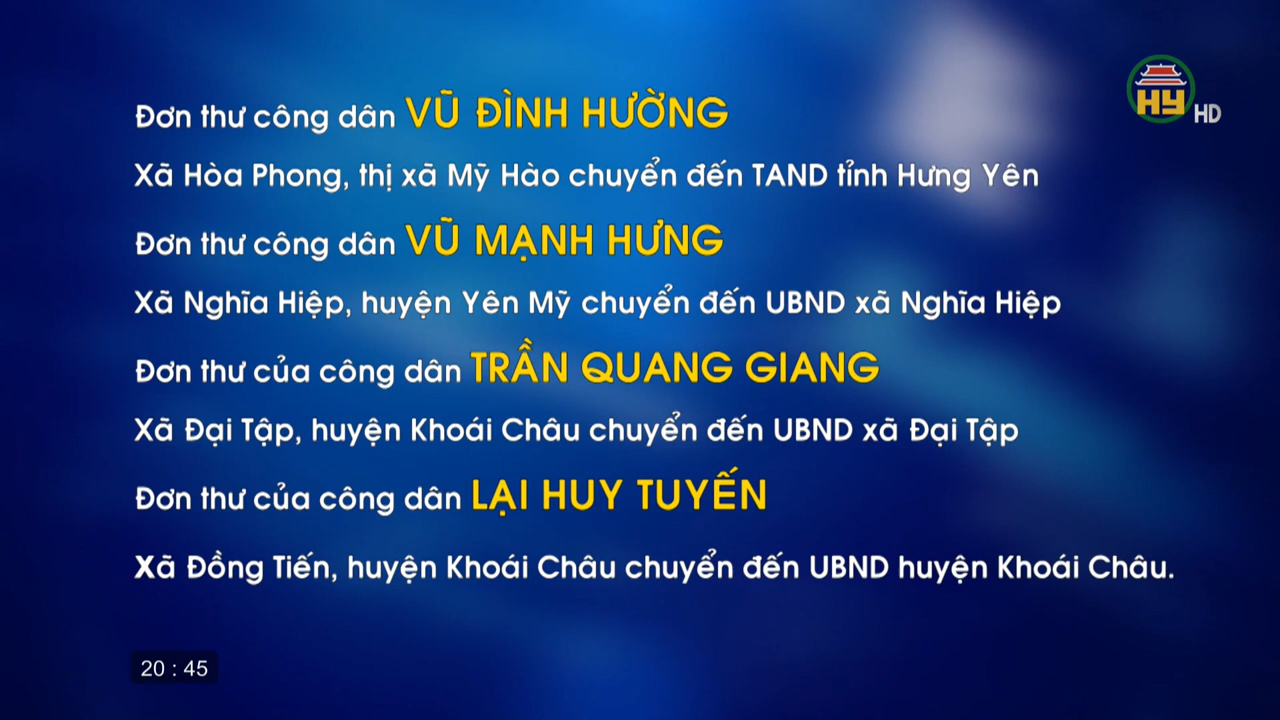 HY HD
Đơn thư công dân VŨ ĐÌNH HƯỜNG
Xã Hòa Phong, thị xã Mỹ Hào chuyển đến TAND tỉnh Hưng Yên
Đơn thư công dân VŨ MẠNH HƯNG
Xã Nghĩa Hiệp, huyện Yên Mỹ chuyển đến UBND xã Nghĩa Hiệp
Đơn thư của công dân TRẦN QUANG GIANG
Xã Đại Tập, huyện Khoái Châu chuyển đến UBND xã Đại Tập
Đơn thư của công dân LẠI HUY TUYẾN
Xã Đồng Tiến, huyện Khoái Châu chuyển đến UBND huyện Khoái Châu.
20 : 45